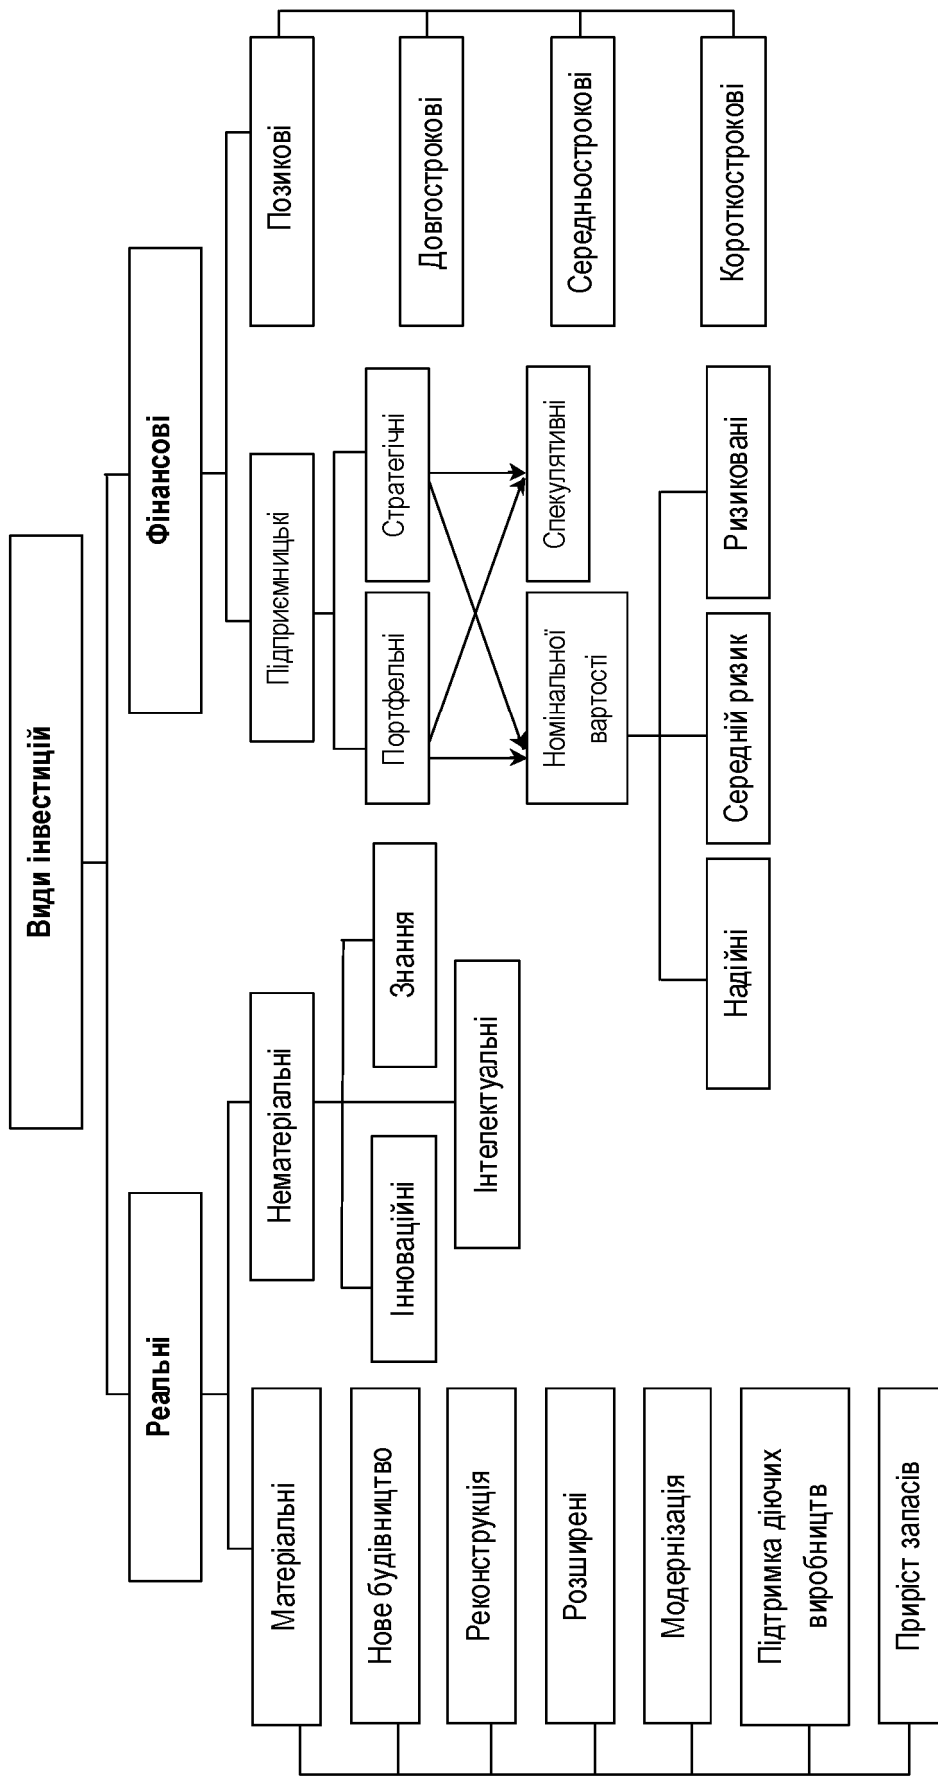 Види інвестицій
Реальні
Фінансові
Матеріальні
Нематеріальні
Підприємницькі
Позикові
Нове будівництво
Реконструкція
Розширені
Модернізація
Підтримка діючих
виробництв
Приріст запасів
Інноваційні
Знання
Інтелектуальні
Портфельні
Стратегічні
Номінальної
вартості
Спекулятивні
Надійні
Середній ризик
Ризиковані
Довгострокові
Середньострокові
Короткострокові